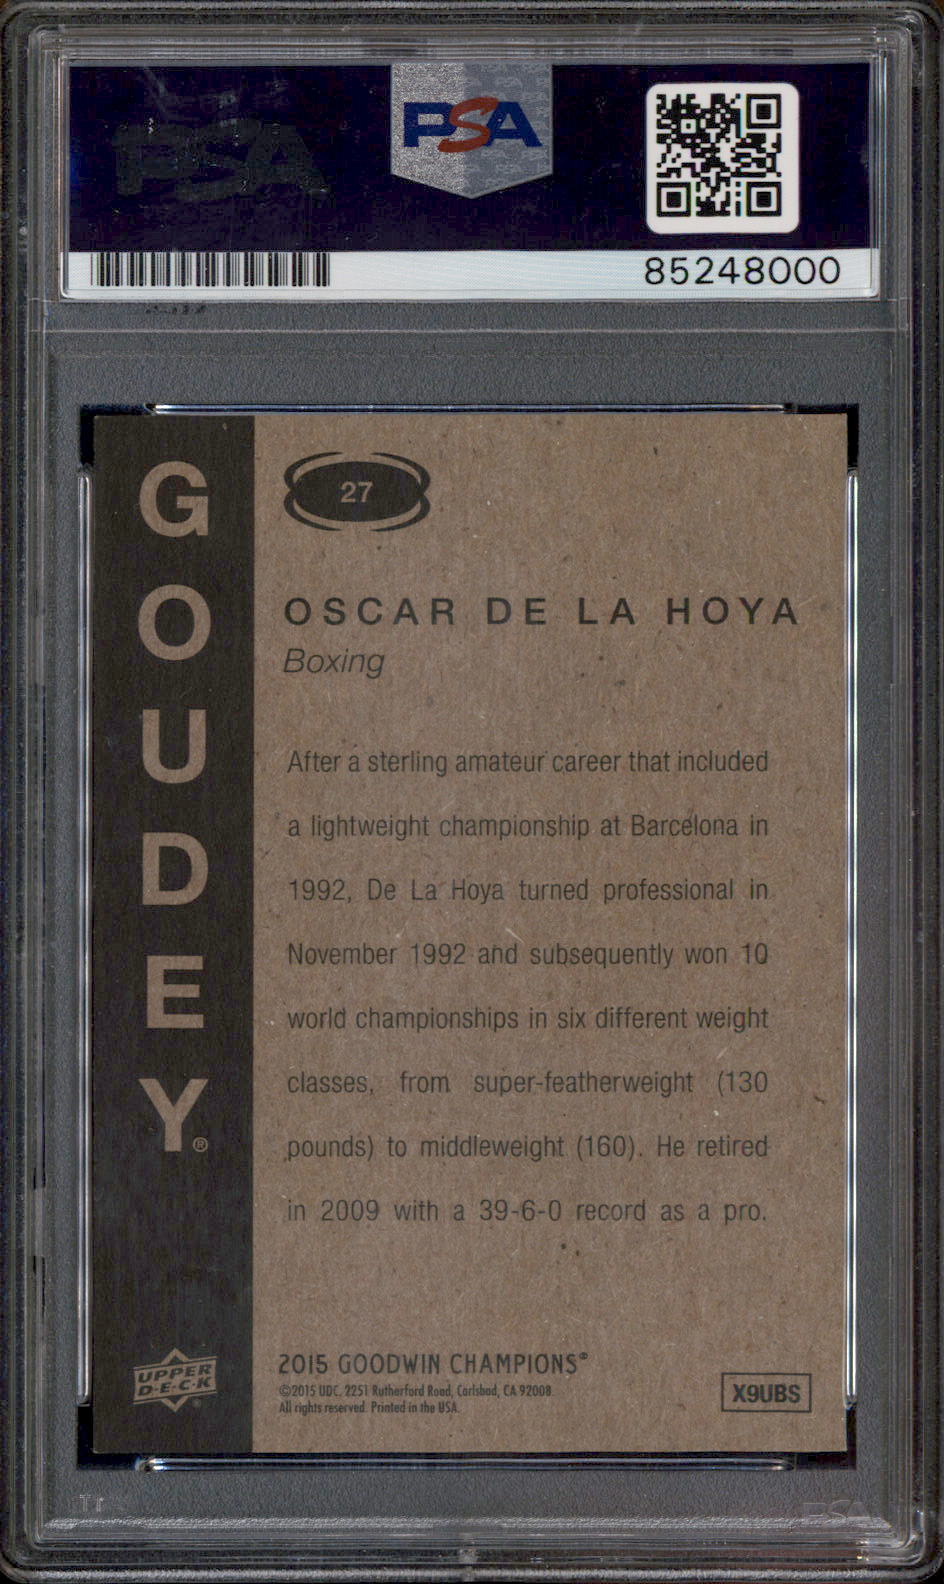 PSA
PSA
85248000
GOUDEY®
27
OSCAR DE LA HOYA
Boxing
After a sterling amateur career that included
a lightweight championship at Barcelona in
1992, De La Hoya turned professional in
November 1992 and subsequently won 10
world championships in six different weight
classes, from super-featherweight (130
pounds) to middleweight (160). He retired
in 2009 with a 39-6-0 record as a pro.
UPPER
D·E·C·K
2015 GOODWIN CHAMPIONS®
©2015 UDC. 2251 Rutherford Road, Carlsbad, CA 92008
All rights reserved. Printed in the USA.
X9UBS
PSA